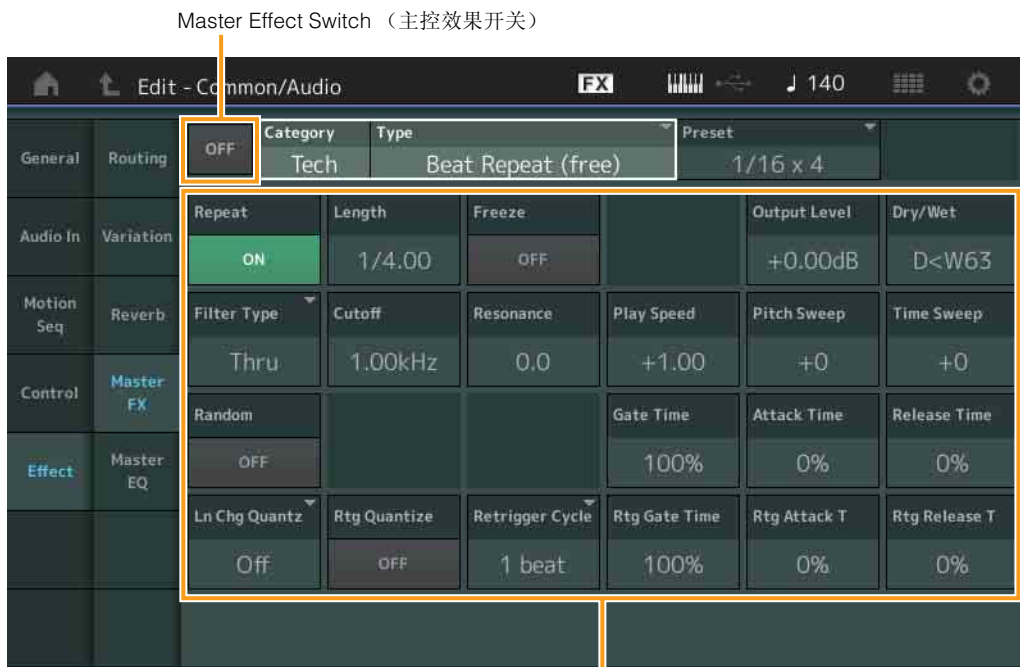 Master Effect Switch （主控效果开关）
Edit - Common/Audio
FX
♩ 140
General
Routing
OFF
Category
Tech
Type
Beat Repeat (free)
Preset
1/16 x 4
Audio In
Variation
Repeat
ON
Length
1/4.00
Freeze
OFF
Output Level
+0.00dB
Dry/Wet
D<W63
Motion
Seq
Reverb
Filter Type
Thru
Cutoff
1.00kHz
Resonance
0.0
Play Speed
+1.00
Pitch Sweep
+0
Time Sweep
+0
Control
Master
FX
Random
OFF
Gate Time
100%
Attack Time
0%
Release Time
0%
Effect
Master
EQ
Ln Chg Quantz
Off
Rtg Quantize
OFF
Retrigger Cycle
1 beat
Rtg Gate Time
100%
Rtg Attack T
0%
Rtg Release T
0%